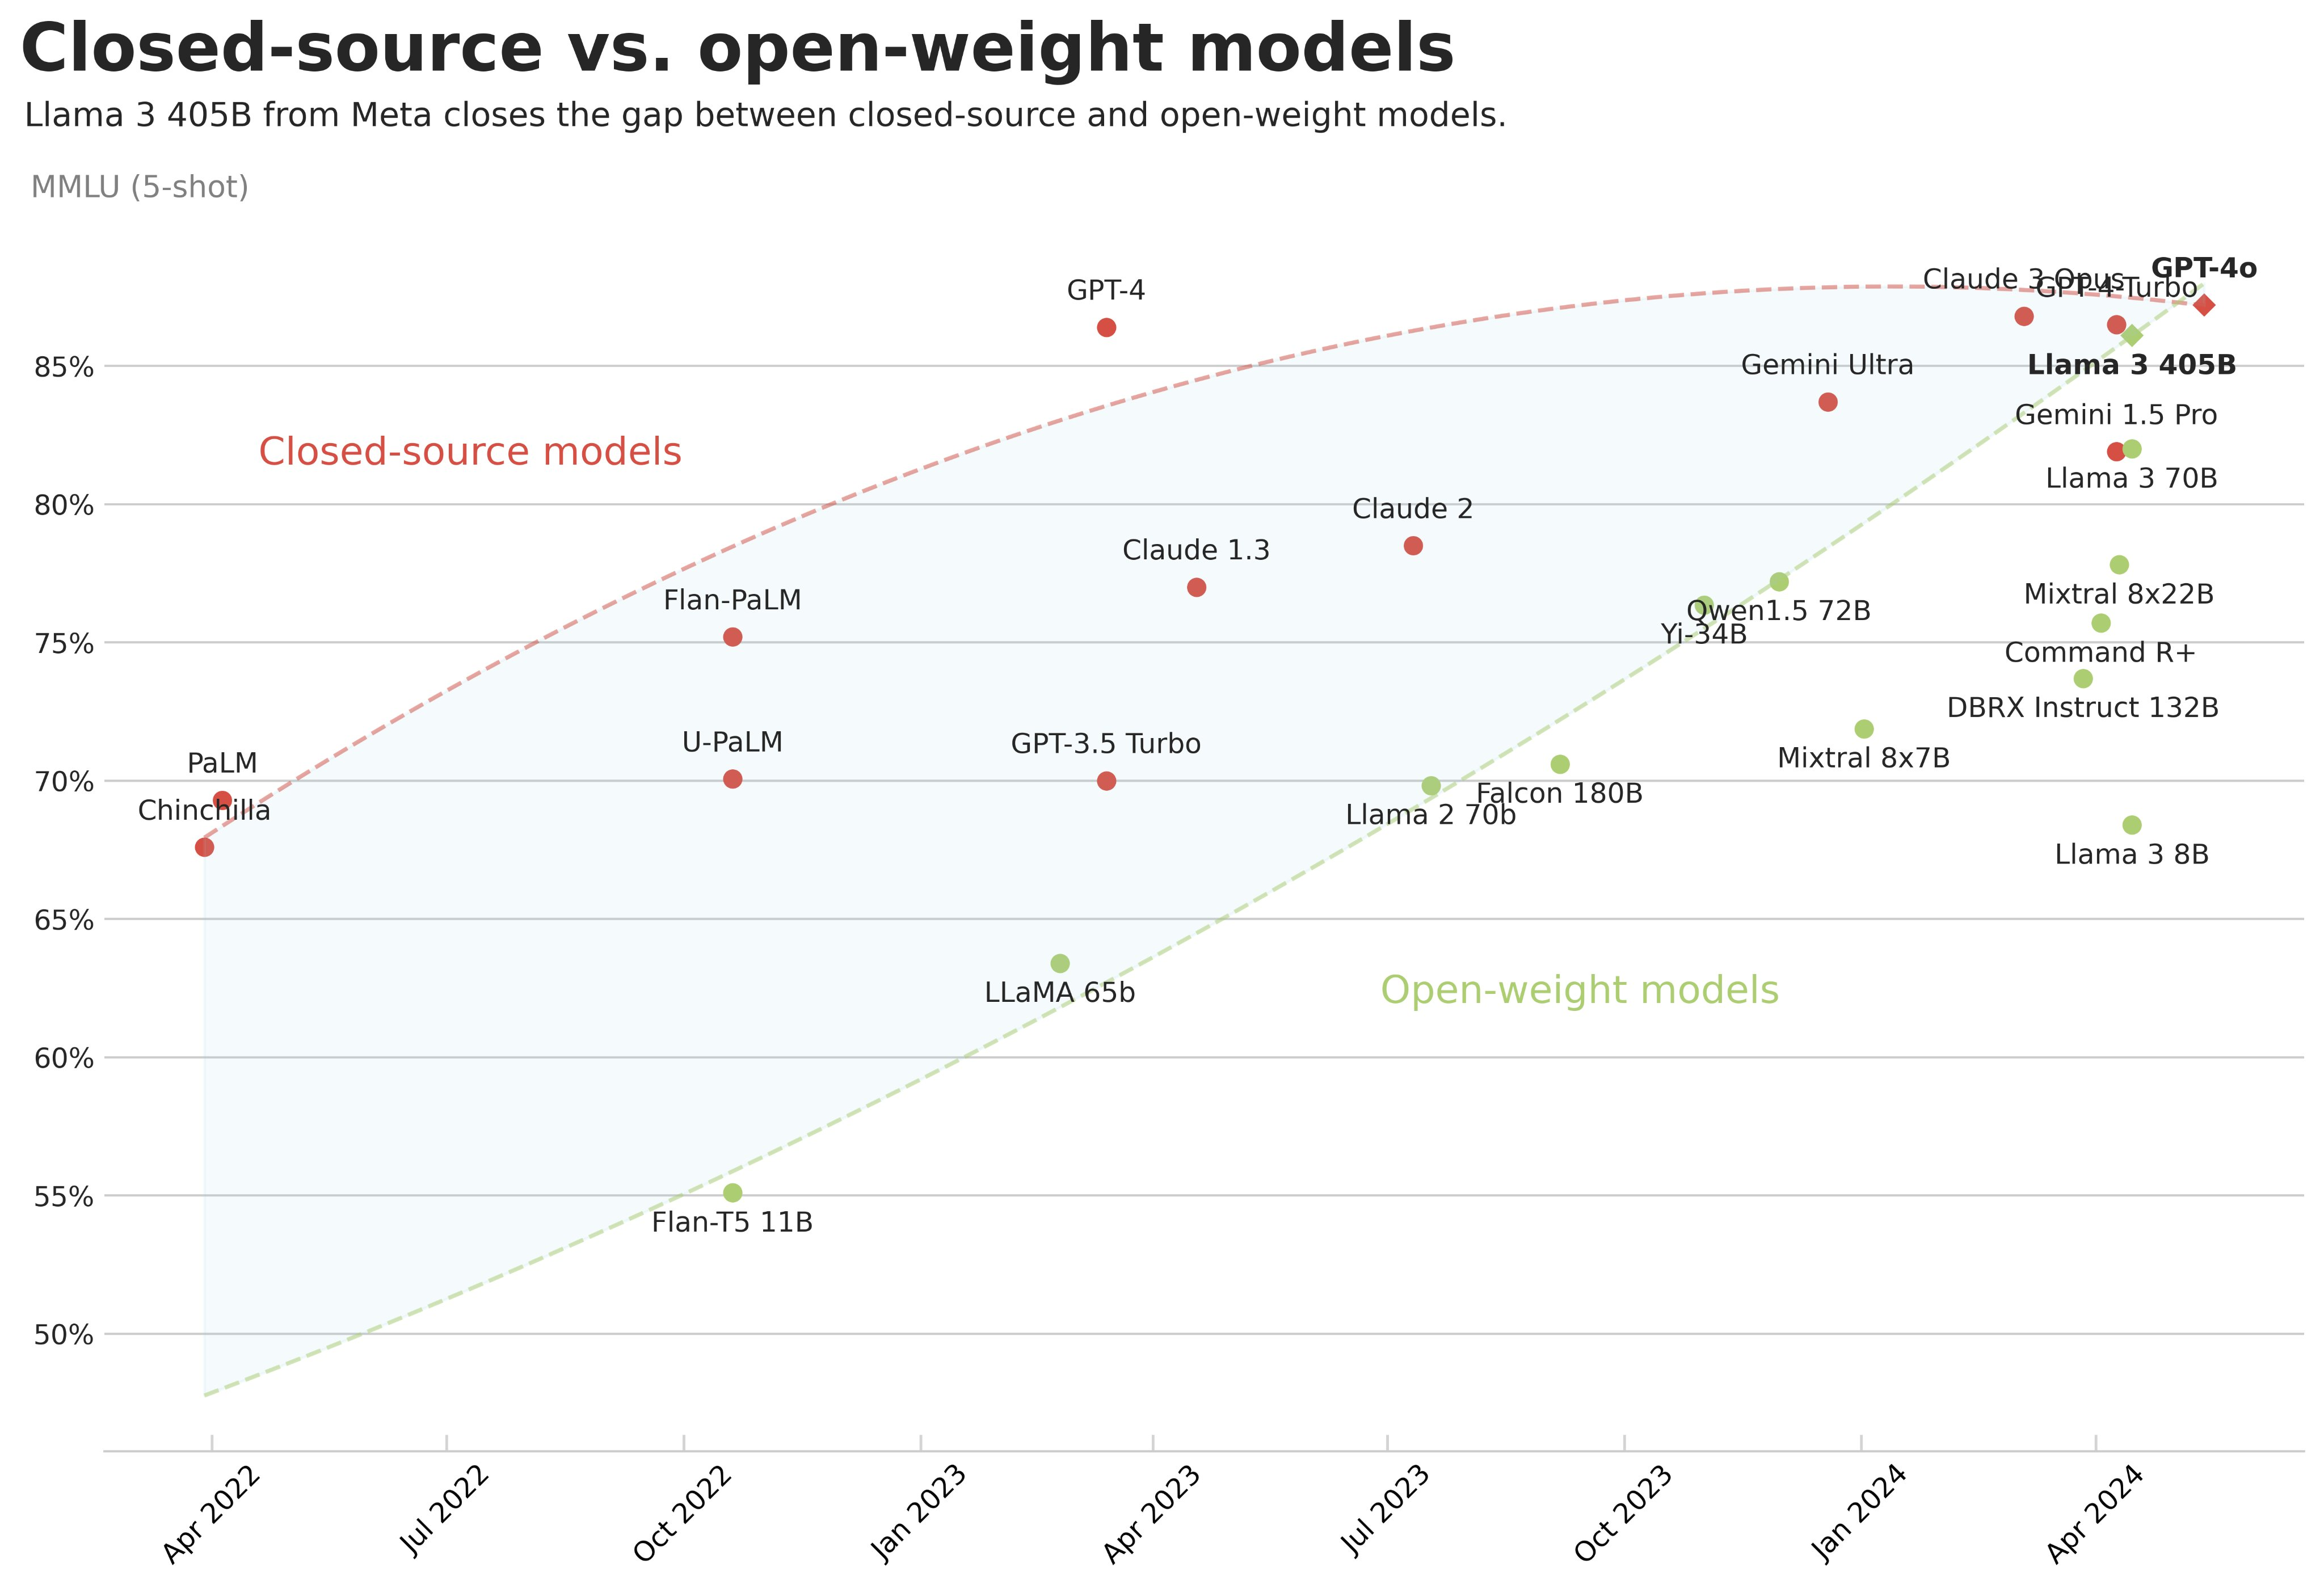 Closed-source vs. open-weight models
Llama 3 405B from Meta closes the gap between closed-source and open-weight models.
MMLU (5-shot)
GPT-4o
Claude 3 Opus
GPT-4-Turbo
GPT-4
85%
Gemini Ultra
Llama 3 405B
Gemini 1.5 Pro
Closed-source models
Llama 3 70B
80%
Claude 2
Claude 1.3
Mixtral 8x22B
Flan-PaLM
Qwen1.5 72B
Yi-34B
75%
Command R+
DBRX Instruct 132B
U-PaLM
GPT-3.5 Turbo
Mixtral 8x7B
PaLM
70%
Falcon 180B
Chinchilla
Llama 2 70b
Llama 3 8B
65%
LLaMA 65b
Open-weight models
60%
55%
Flan-T5 11B
50%
Apr 2022
Jul 2022
Oct 2022
Jan 2023
Apr 2023
Jul 2023
Oct 2023
Jan 2024
Apr 2024